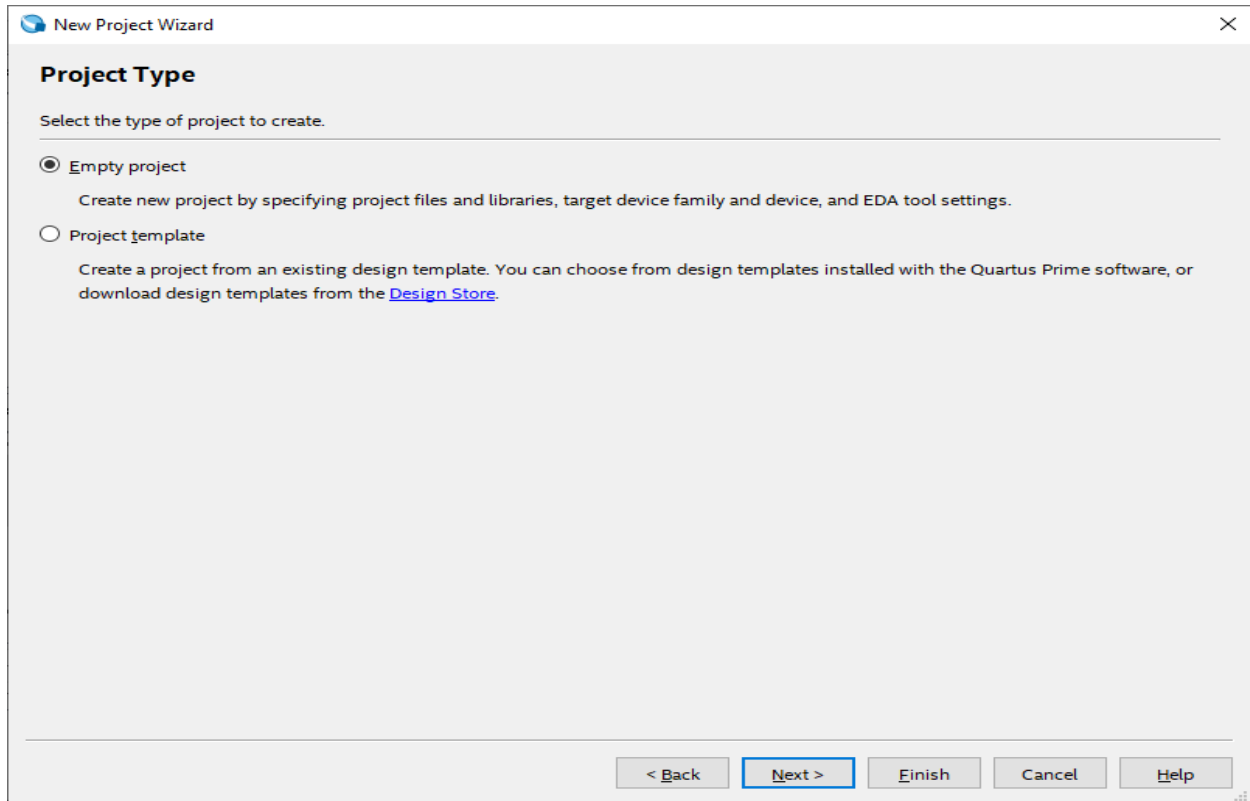 New Project Wizard
Project Type
Select the type of project to create.
Empty project
Create new project by specifying project files and libraries, target device family and device, and EDA tool settings.
Project template
Create a project from an existing design template. You can choose from design templates installed with the Quartus Prime software, or
download design templates from the Design Store.
< Back Next > Finish Cancel Help